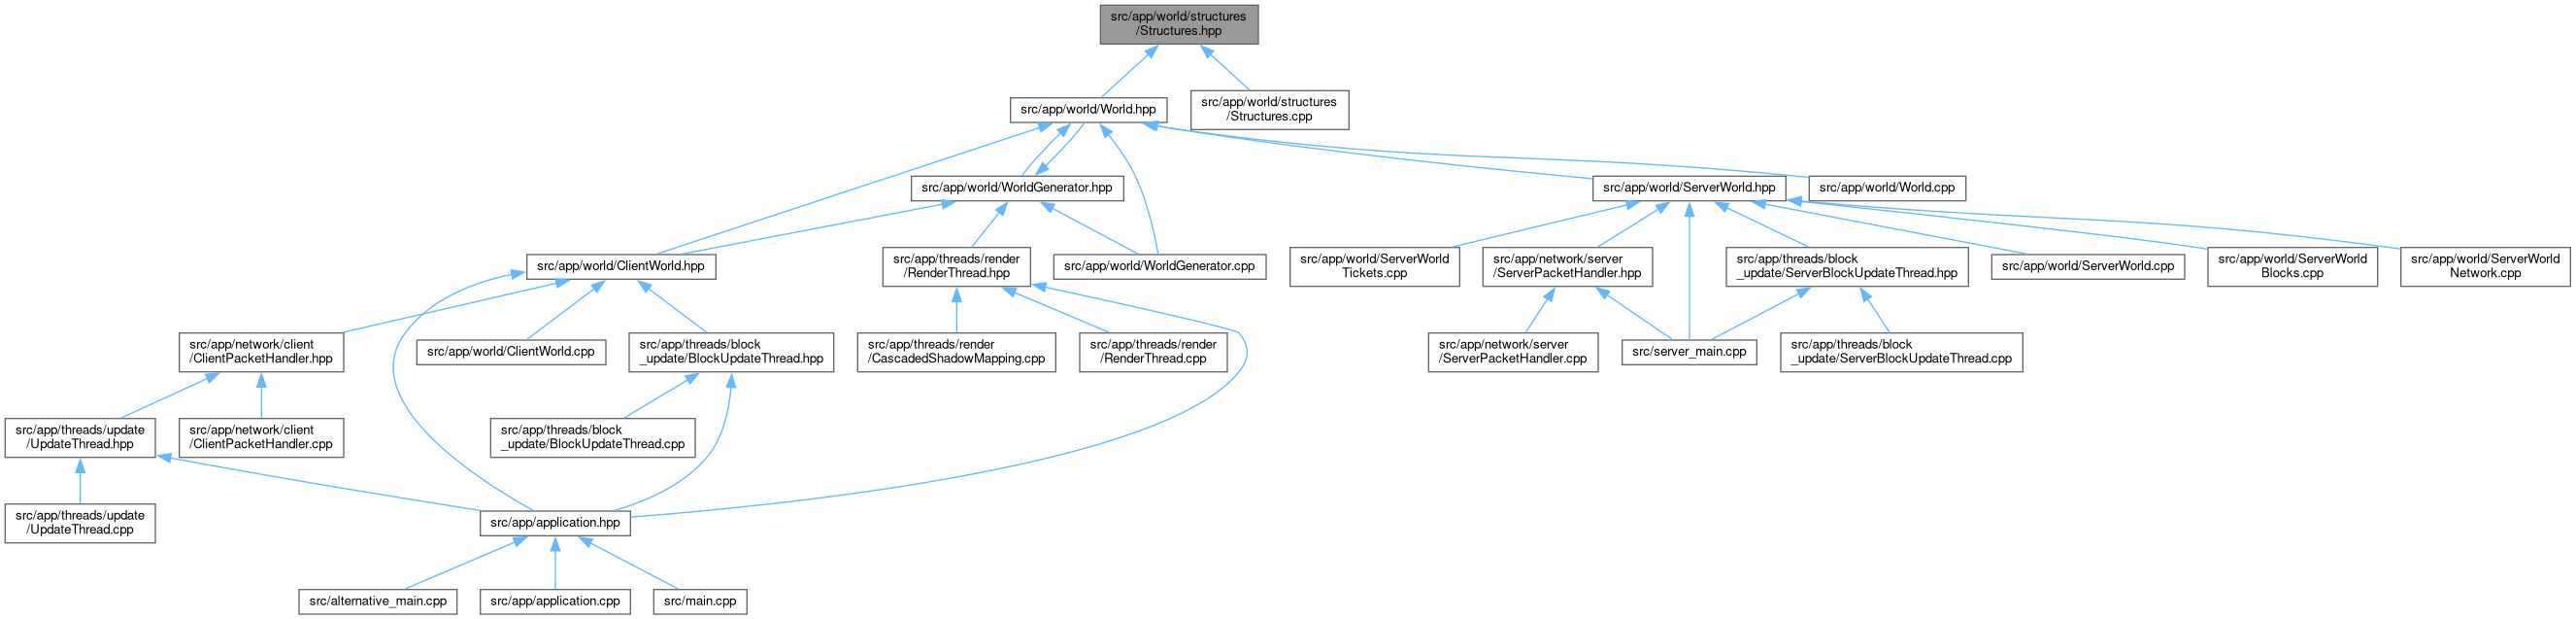 src/app/world/structures
/Structures.hpp
src/app/world/World.hpp
src/app/world/structures
/Structures.cpp
src/app/world/WorldGenerator.hpp
src/app/world/ServerWorld.hpp
src/app/world/World.cpp
src/app/world/ClientWorld.hpp
src/app/threads/render
/RenderThread.hpp
src/app/world/WorldGenerator.cpp
src/app/world/ServerWorld
Tickets.cpp
src/app/network/server
/ServerPacketHandler.hpp
src/app/threads/block
_update/ServerBlockUpdateThread.hpp
src/app/world/ServerWorld.cpp
src/app/world/ServerWorld
Blocks.cpp
src/app/world/ServerWorld
Network.cpp
src/app/network/client
/ClientPacketHandler.hpp
src/app/world/ClientWorld.cpp
src/app/threads/block
_update/BlockUpdateThread.hpp
src/app/threads/render
/CascadedShadowMapping.cpp
src/app/threads/render
/RenderThread.cpp
src/app/network/server
/ServerPacketHandler.cpp
src/server_main.cpp
src/app/threads/block
_update/ServerBlockUpdateThread.cpp
src/app/threads/update
/UpdateThread.hpp
src/app/network/client
/ClientPacketHandler.cpp
src/app/threads/block
_update/BlockUpdateThread.cpp
src/app/threads/update
/UpdateThread.cpp
src/app/application.hpp
src/alternative_main.cpp
src/app/application.cpp
src/main.cpp